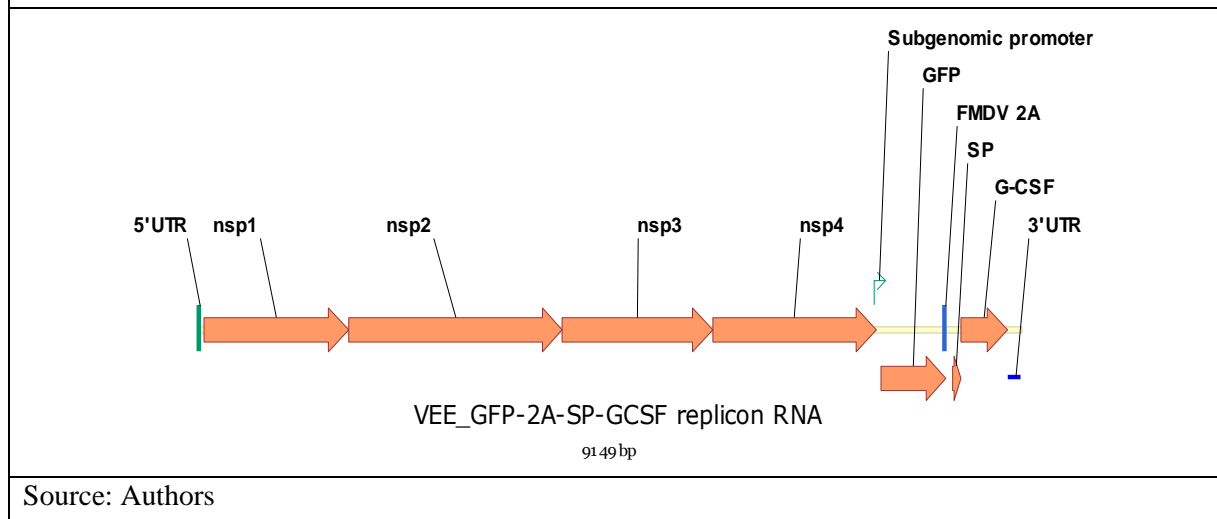 Subgenomic promoter
GFP
FMDV 2A
SP
G-CSF
5'UTR nsp1 nsp2 nsp3 nsp4 3'UTR
VEE_GFP-2A-SP-GCSF replicon RNA
9149 bp
Source: Authors